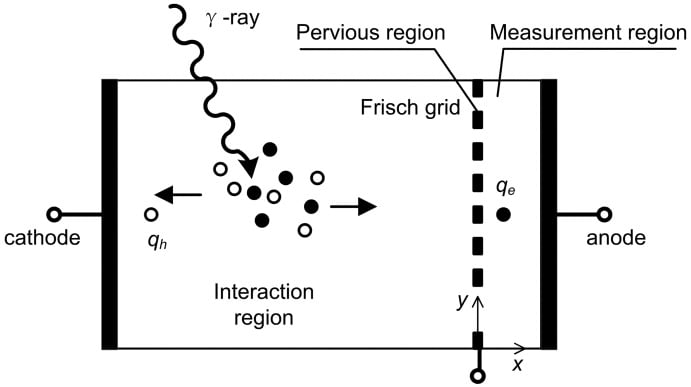 γ -ray
Pervious region
Measurement region
Frisch grid
qe
cathode
qh
anode
Interaction
region
y
x